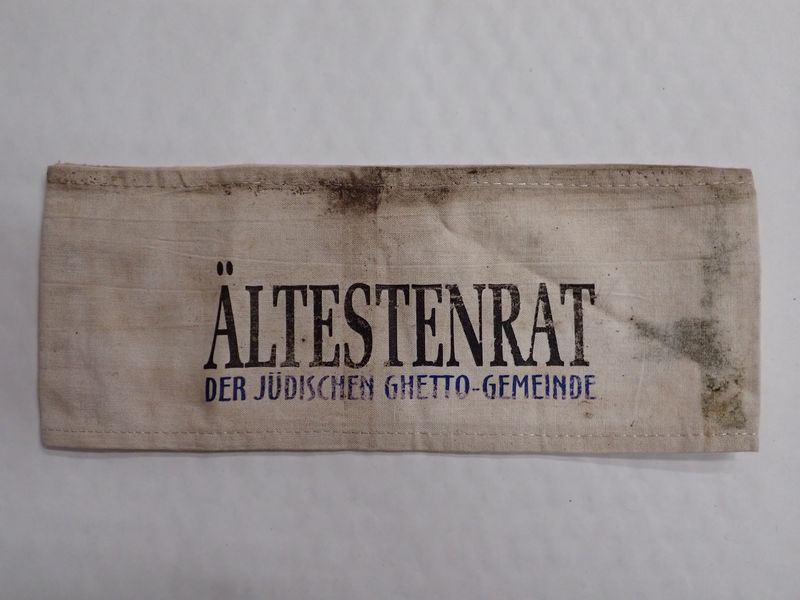 ÄLTESTENRAT
DER JÜDISCHEN GHETTO-GEMEINDE